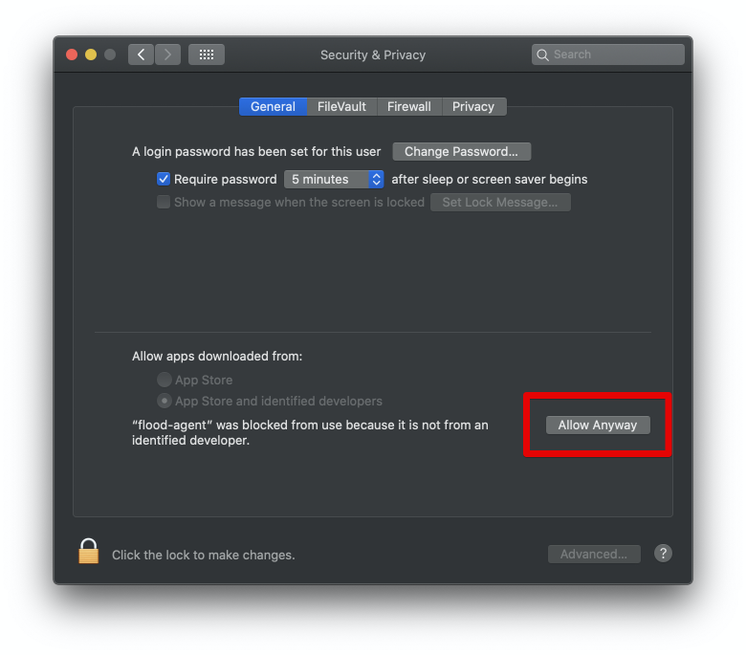 Security & Privacy
Search
General
FileVault
Firewall
Privacy
A login password has been set for this user
Change Password...
Require password
5 minutes
after sleep or screen saver begins
Show a message when the screen is locked
Set Lock Message...
Allow apps downloaded from:
App Store
App Store and identified developers
“flood-agent” was blocked from use because it is not from an
identified developer.
Allow Anyway
Click the lock to make changes.
Advanced...
?